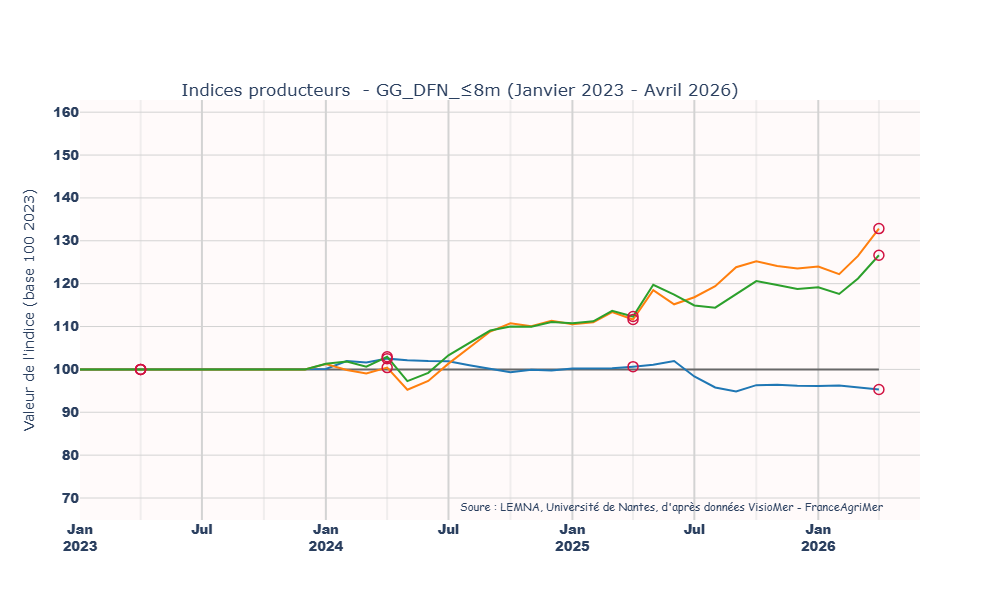 Indices producteurs - GG_DFN_≤8m (Janvier 2023 - Avril 2026)
Valeur de l'indice (base 100 2023)
160
150
140
130
120
110
100
90
80
70
Soure : LEMNA, Université de Nantes, d'après données VisioMer - FranceAgriMer
Jan Jul Jan Jul Jan Jul Jan
2023 2024 2025 2026